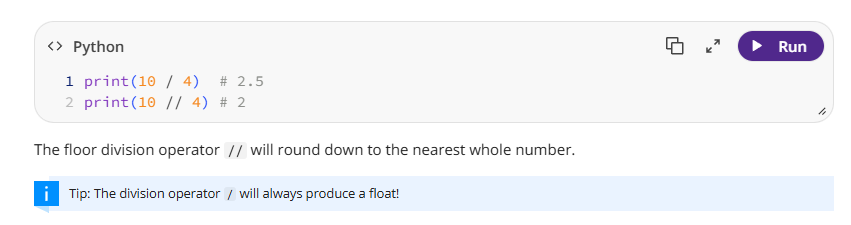 <> Python
Run
1 print(10 / 4)  # 2.5
2 print(10 // 4) # 2
The floor division operator // will round down to the nearest whole number.
i Tip: The division operator / will always produce a float!